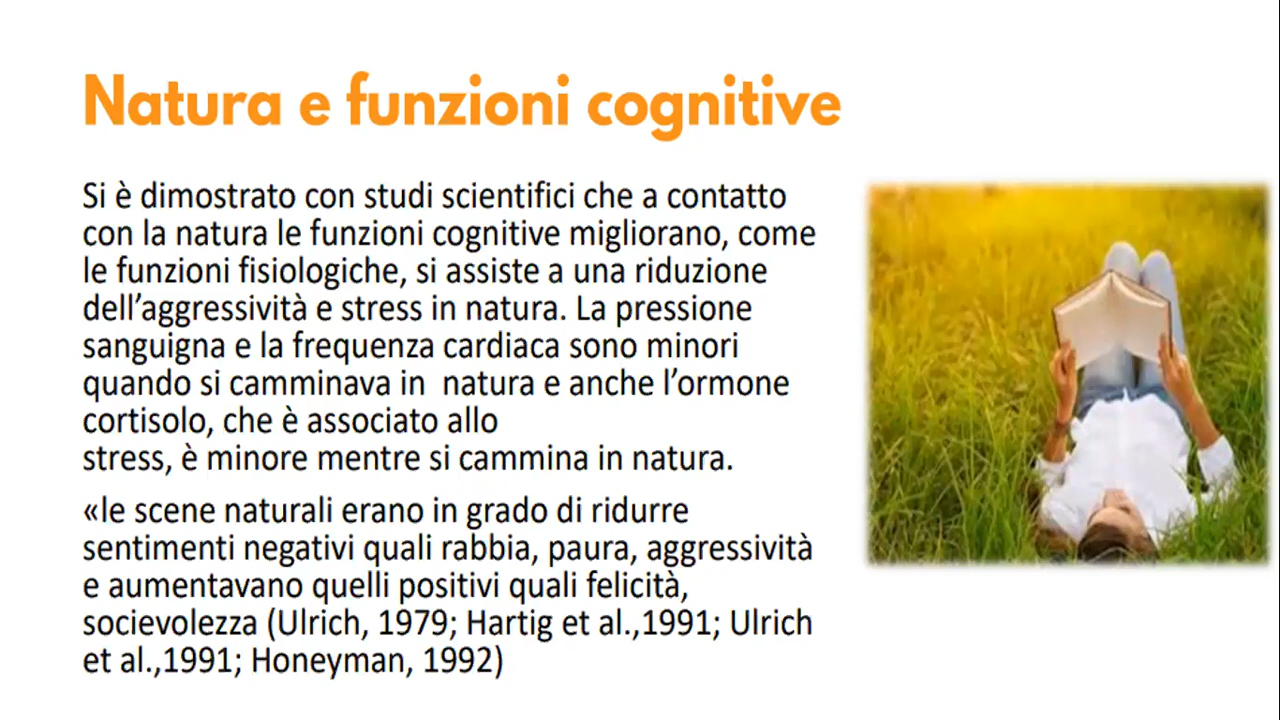 Natura e funzioni cognitive
Si è dimostrato con studi scientifici che a contatto
con la natura le funzioni cognitive migliorano, come
le funzioni fisiologiche, si assiste a una riduzione
dell’aggressività e stress in natura. La pressione
sanguigna e la frequenza cardiaca sono minori
quando si camminava in  natura e anche l’ormone
cortisolo, che è associato allo
stress, è minore mentre si cammina in natura.
«le scene naturali erano in grado di ridurre
sentimenti negativi quali rabbia, paura, aggressività
e aumentavano quelli positivi quali felicità,
socievolezza (Ulrich, 1979; Hartig et al.,1991; Ulrich
et al.,1991; Honeyman, 1992)